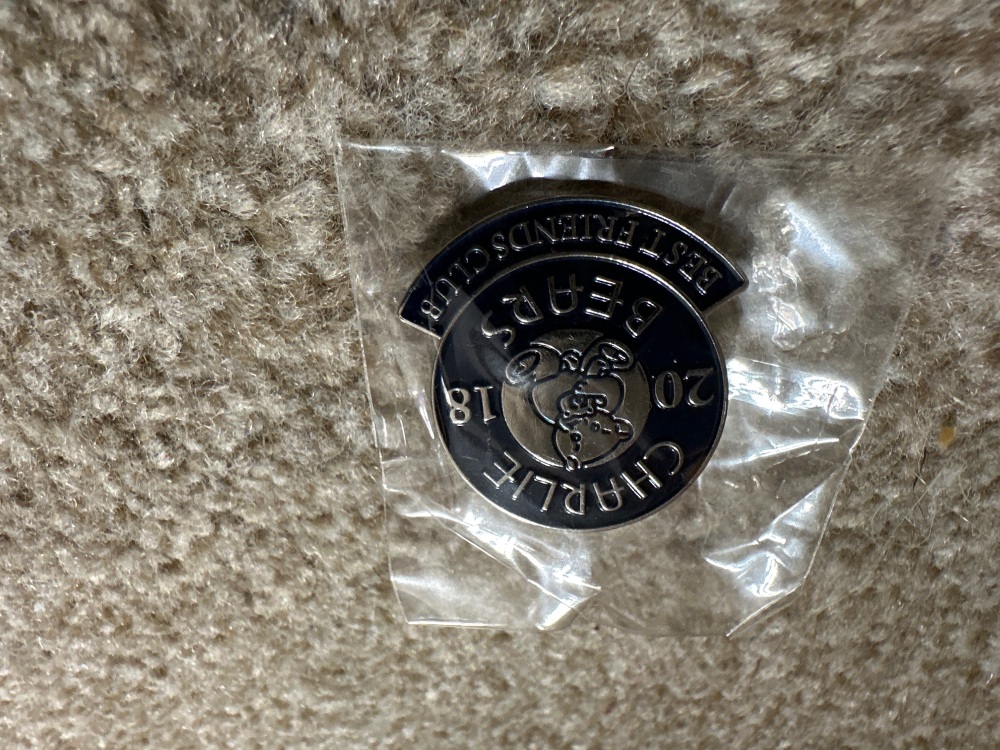 CHARLIE
20 18
BEARS
BEST FRIENDS CLUB